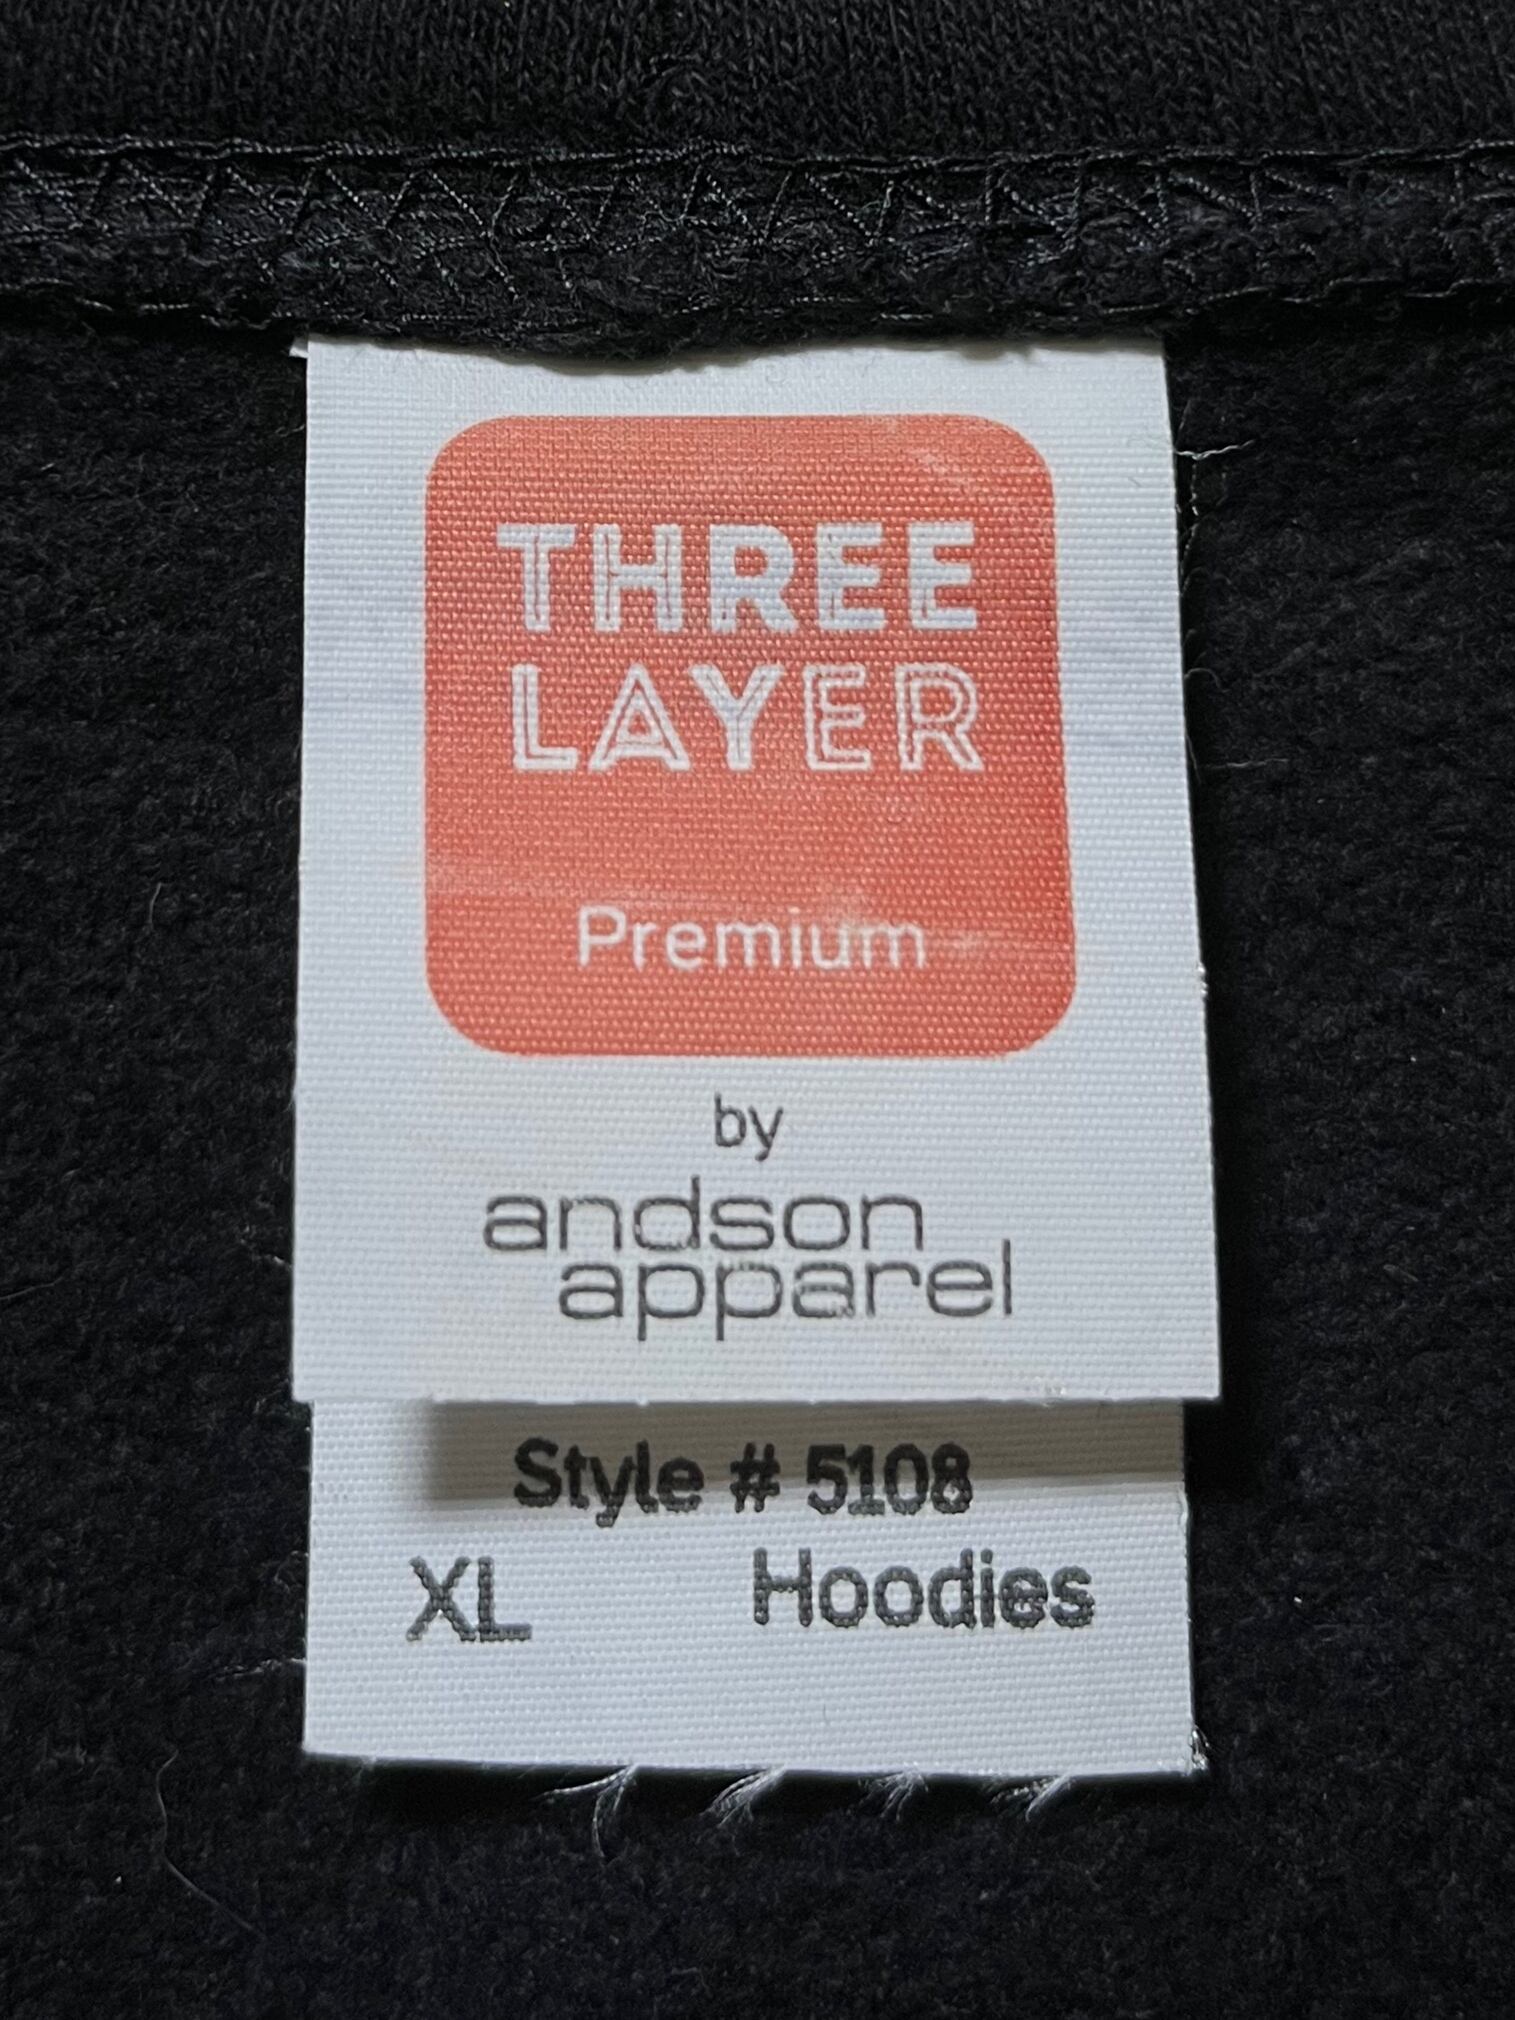 THREE
LAYER
Premium
by
andson
apparel
Style # 5108
XL Hoodies